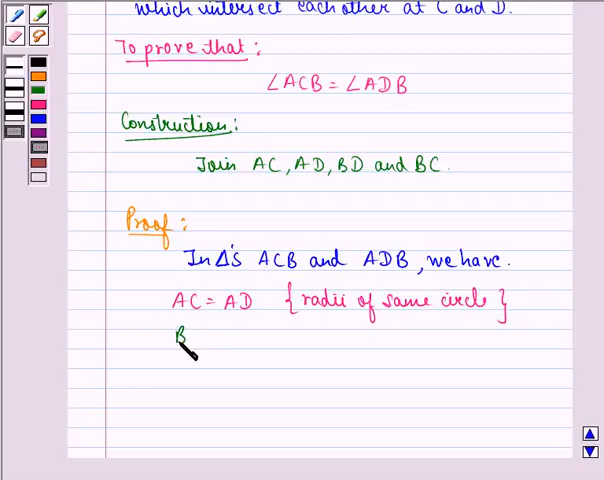 which intersect each other at C and D.
To prove that:
∠ACB = ∠ADB
Construction:
Join AC, AD, BD and BC.
Proof:
In Δ's ACB and ADB, we have.
AC = AD {radii of same circle}
B